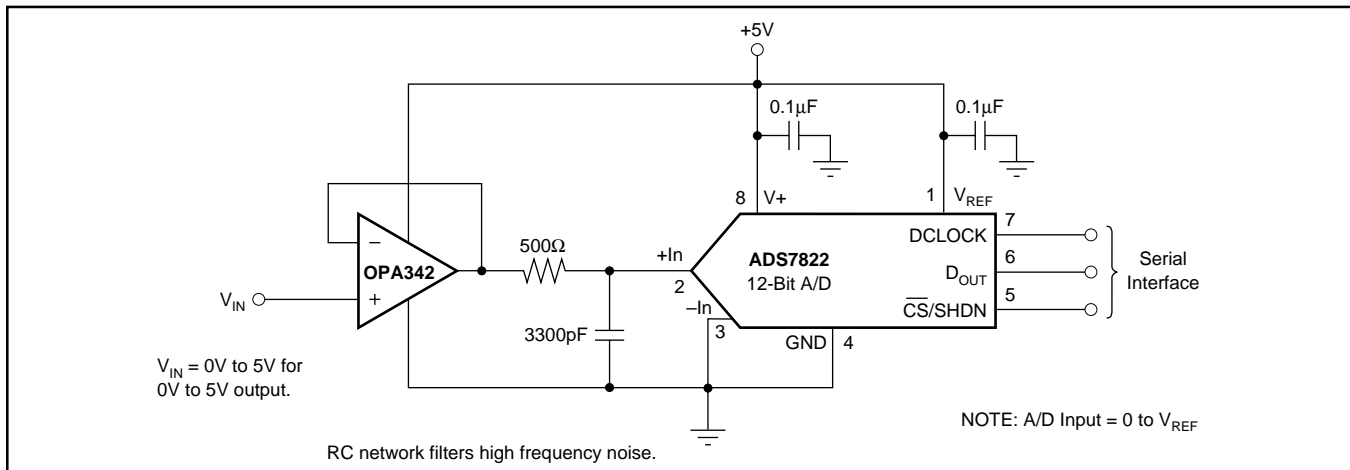 +5V
0.1µF
0.1µF
8 V+
1 V_REF
7
DCLOCK
500Ω
+In
ADS7822
6
OPA342
12-Bit A/D
D_OUT
Serial
Interface
2
5
V_IN
–In
C̅S̅/SHDN
3300pF
3
GND 4
–
+
V_IN = 0V to 5V for
0V to 5V output.
NOTE: A/D Input = 0 to V_REF
RC network filters high frequency noise.